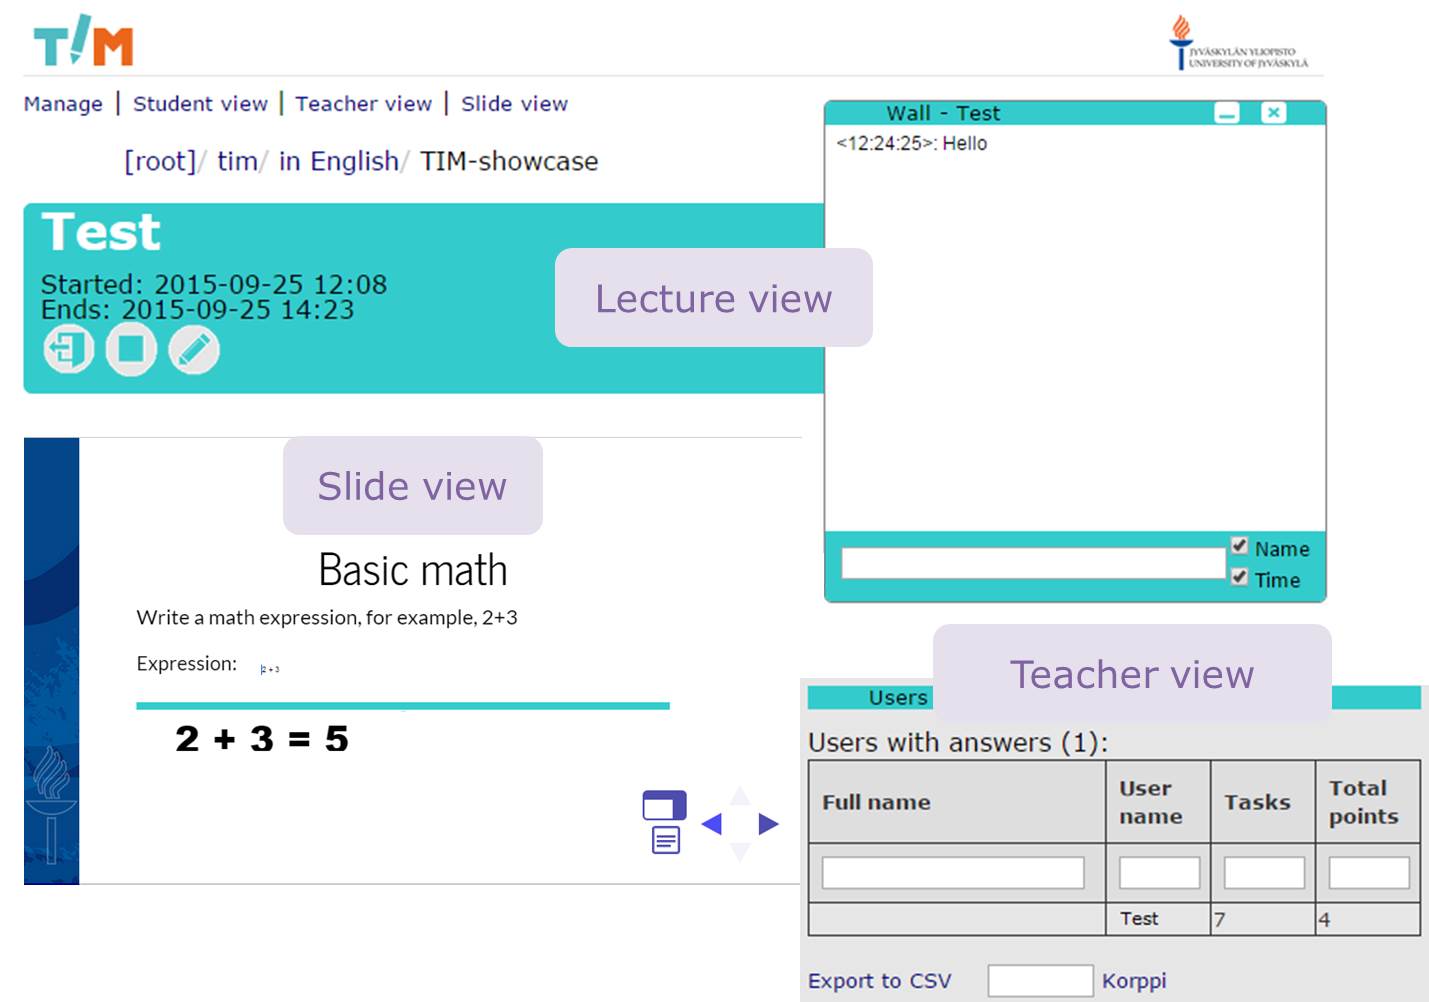 TIM
JYVÄSKYLÄN YLIOPISTO
UNIVERSITY OF JYVÄSKYLÄ
Manage | Student view | Teacher view | Slide view
[root]/ tim/ in English/ TIM-showcase
Test
Started: 2015-09-25 12:08
Ends: 2015-09-25 14:23
Lecture view
Wall - Test
<12:24:25>: Hello
Name
Time
Slide view
Basic math
Write a math expression, for example, 2+3
Expression: 2+3
2 + 3 = 5
Teacher view
Users
Users with answers (1):
Full name User name Tasks Total points
Test 7 4
Export to CSV Korppi